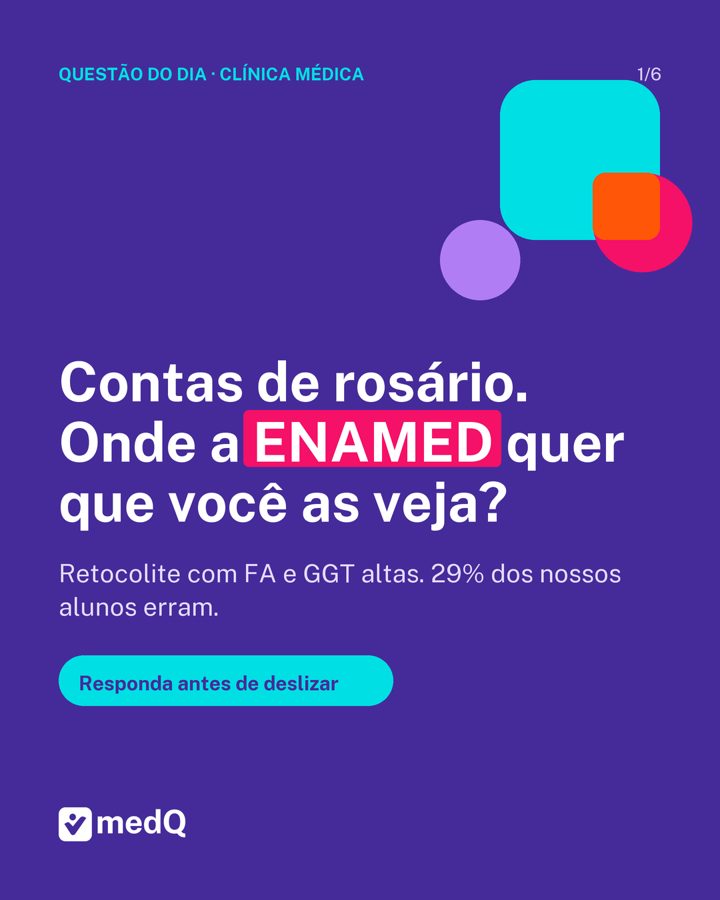 QUESTÃO DO DIA · CLÍNICA MÉDICA
1/6
Contas de rosário.
Onde a ENAMED quer
que você as veja?
Retocolite com FA e GGT altas. 29% dos nossos
alunos erram.
Responda antes de deslizar
medQ